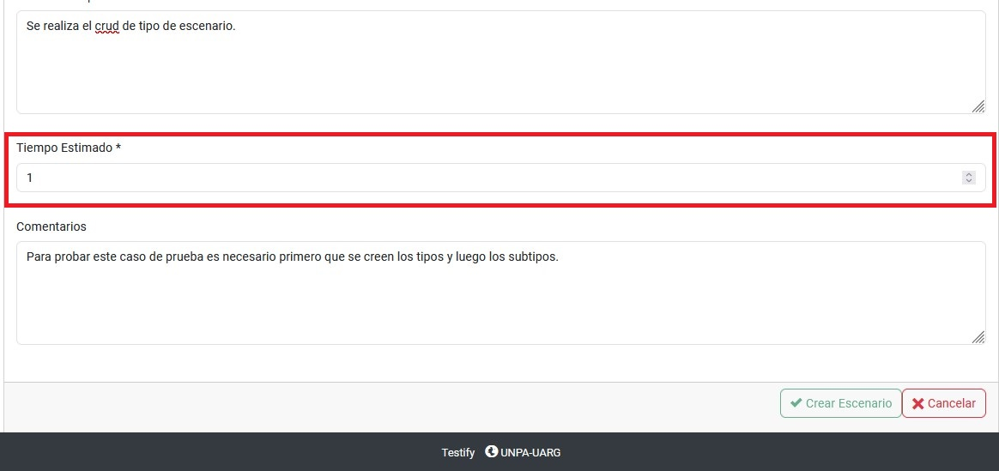 Se realiza el crud de tipo de escenario.
Tiempo Estimado *
1
Comentarios
Para probar este caso de prueba es necesario primero que se creen los tipos y luego los subtipos.
Crear Escenario
Cancelar
Testify UNPA-UARG